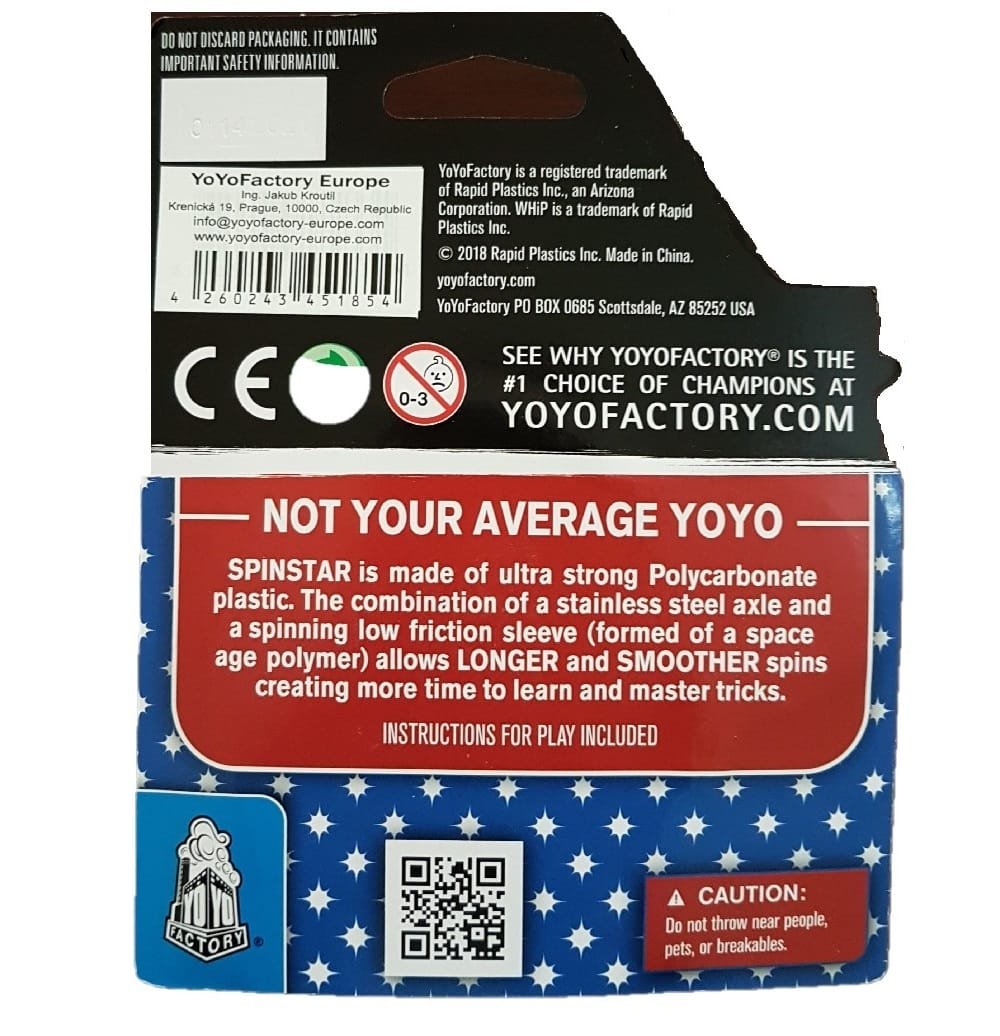 DO NOT DISCARD PACKAGING. IT CONTAINS
IMPORTANT SAFETY INFORMATION.
YoYoFactory Europe
Ing. Jakub Kroutil
Krenická 19, Prague, 10000, Czech Republic
info@yoyofactory-europe.com
www.yoyofactory-europe.com
4 260243 451854
YoYoFactory is a registered trademark
of Rapid Plastics Inc., an Arizona
Corporation. WHiP is a trademark of Rapid
Plastics Inc.
© 2018 Rapid Plastics Inc. Made in China.
yoyofactory.com
YoYoFactory PO BOX 0685 Scottsdale, AZ 85252 USA
CE
0-3
SEE WHY YOYOFACTORY® IS THE
#1 CHOICE OF CHAMPIONS AT
YOYOFACTORY.COM
NOT YOUR AVERAGE YOYO
SPINSTAR is made of ultra strong Polycarbonate
plastic. The combination of a stainless steel axle and
a spinning low friction sleeve (formed of a space
age polymer) allows LONGER and SMOOTHER spins
creating more time to learn and master tricks.
INSTRUCTIONS FOR PLAY INCLUDED
YOYO
FACTORY®
CAUTION:
Do not throw near people,
pets, or breakables.